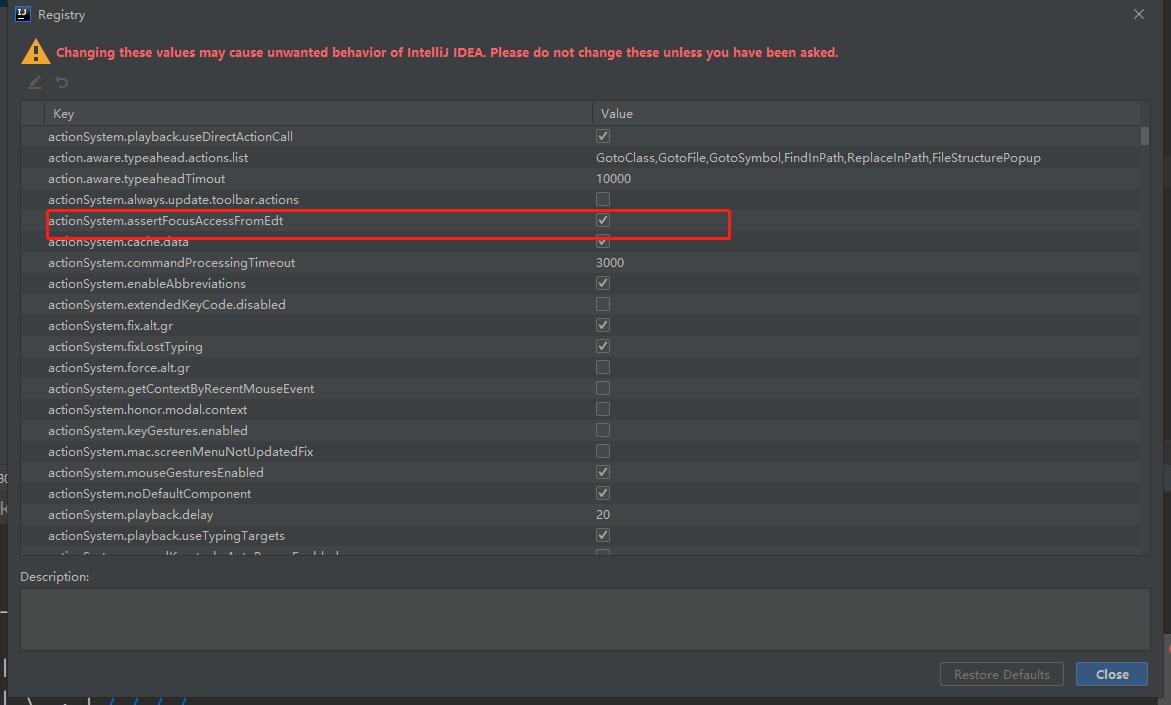 Registry
Changing these values may cause unwanted behavior of IntelliJ IDEA. Please do not change these unless you have been asked.
Key Value
actionSystem.playback.useDirectActionCall
action.aware.typeahead.actions.list GotoClass,GotoFile,GotoSymbol,FindInPath,ReplaceInPath,FileStructurePopup
action.aware.typeaheadTimout 10000
actionSystem.always.update.toolbar.actions
actionSystem.assertFocusAccessFromEdt
actionSystem.cache.data
actionSystem.commandProcessingTimeout 3000
actionSystem.enableAbbreviations
actionSystem.extendedKeyCode.disabled
actionSystem.fix.alt.gr
actionSystem.fixLostTyping
actionSystem.force.alt.gr
actionSystem.getContextByRecentMouseEvent
actionSystem.honor.modal.context
actionSystem.keyGestures.enabled
actionSystem.mac.screenMenuNotUpdatedFix
actionSystem.mouseGesturesEnabled
actionSystem.noDefaultComponent
actionSystem.playback.delay 20
actionSystem.playback.useTypingTargets
Description:
Restore Defaults Close